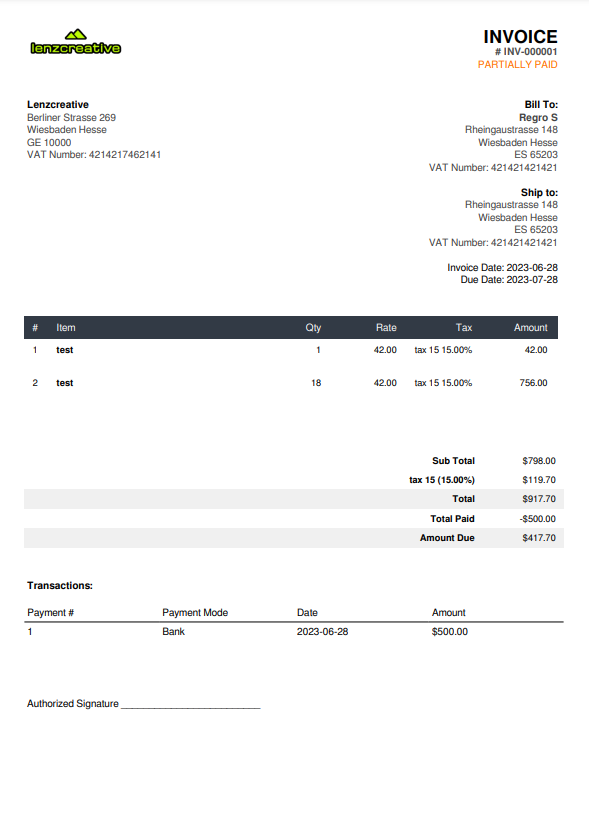 lenzcreative
INVOICE
# INV-000001
PARTIALLY PAID
Lenzcreative
Berliner Strasse 269
Wiesbaden Hesse
GE 10000
VAT Number: 4214217462141
Bill To:
Regro S
Rheingaustrasse 148
Wiesbaden Hesse
ES 65203
VAT Number: 421421421421
Ship to:
Rheingaustrasse 148
Wiesbaden Hesse
ES 65203
VAT Number: 421421421421
Invoice Date: 2023-06-28
Due Date: 2023-07-28
# Item Qty Rate Tax Amount
1 test 1 42.00 tax 15 15.00% 42.00
2 test 18 42.00 tax 15 15.00% 756.00
Sub Total $798.00
tax 15 (15.00%) $119.70
Total $917.70
Total Paid -$500.00
Amount Due $417.70
Transactions:
Payment # Payment Mode Date Amount
1 Bank 2023-06-28 $500.00
Authorized Signature _________________________